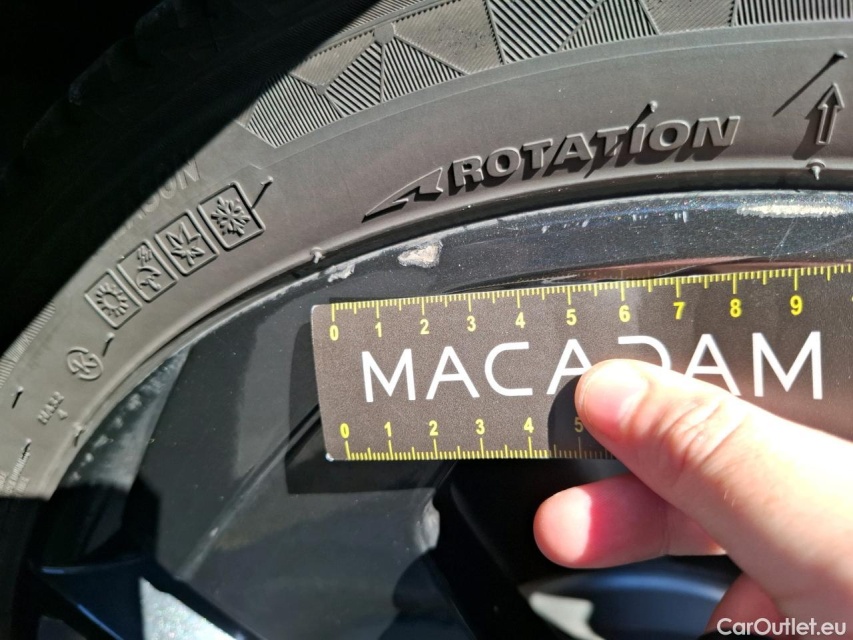 ROTATION
0 1 2 3 4 5 6 7 8 9
MACADAM
0 1 2 3 4 5
CarOutlet.eu